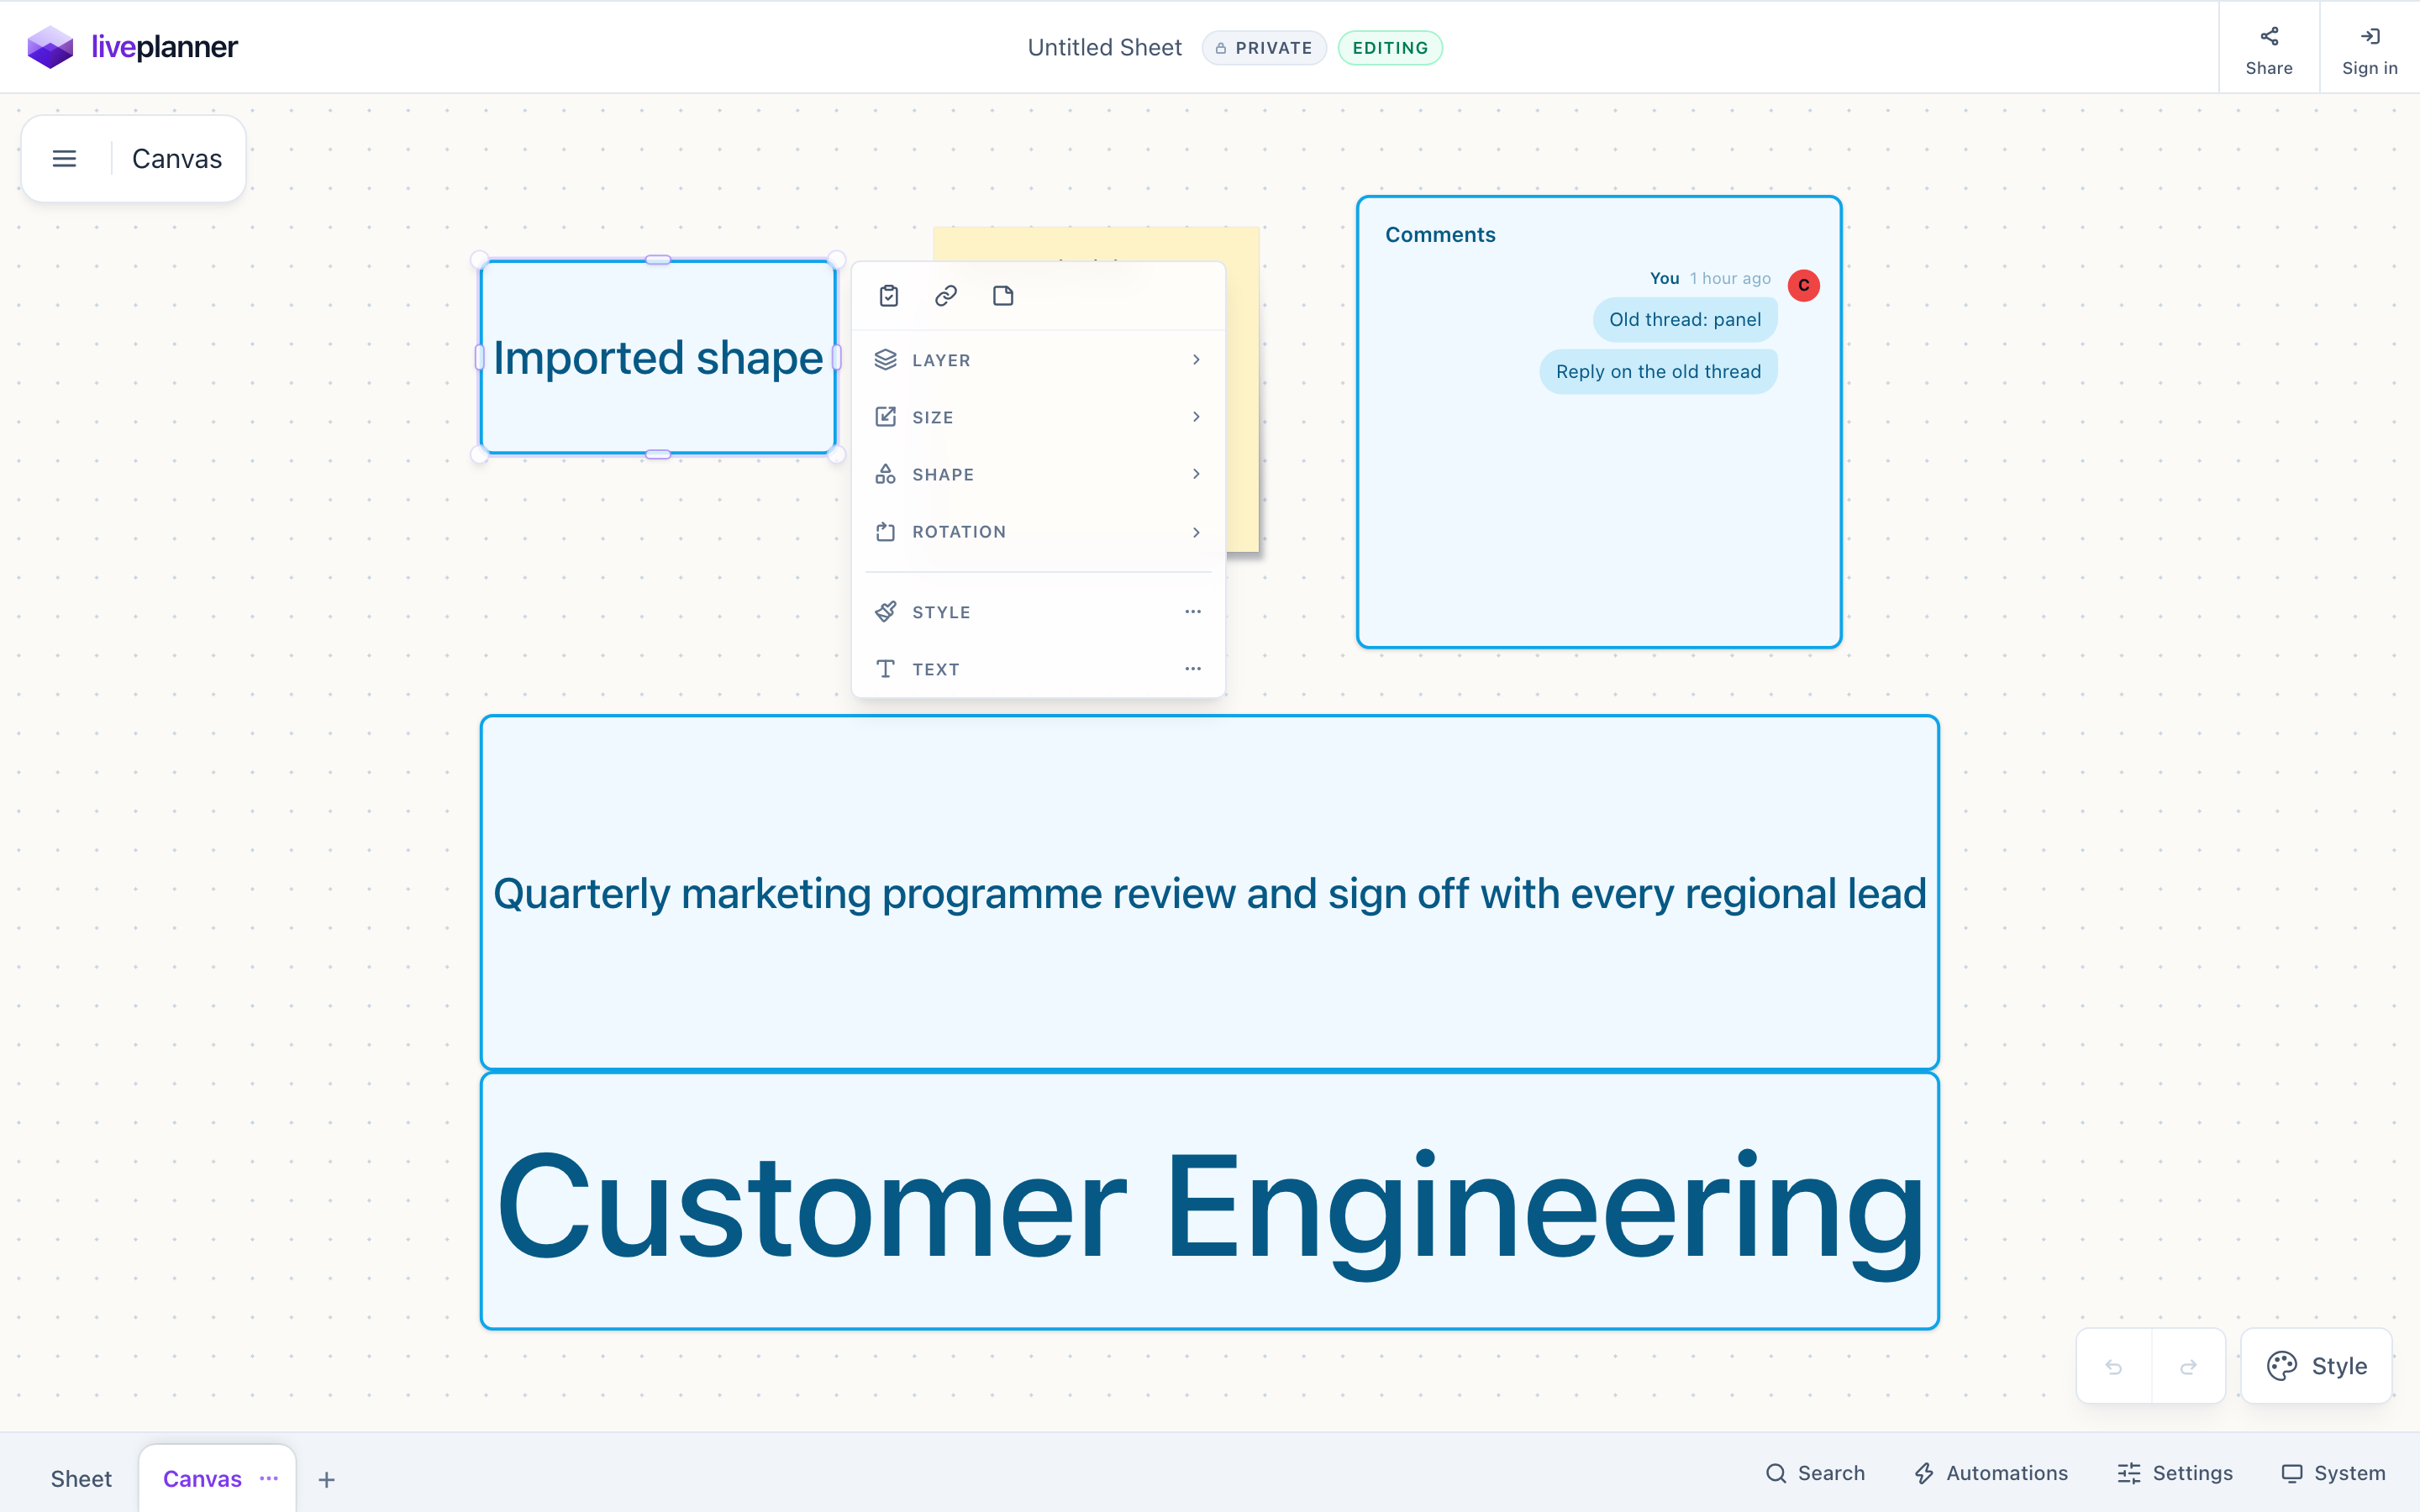 liveplanner
Untitled Sheet
PRIVATE
EDITING
Share
Sign in
Canvas
Imported shape
LAYER
SIZE
SHAPE
ROTATION
STYLE
TEXT
Comments
You 1 hour ago
C
Old thread: panel
Reply on the old thread
Quarterly marketing programme review and sign off with every regional lead
Customer Engineering
Style
Sheet
Canvas
Search
Automations
Settings
System